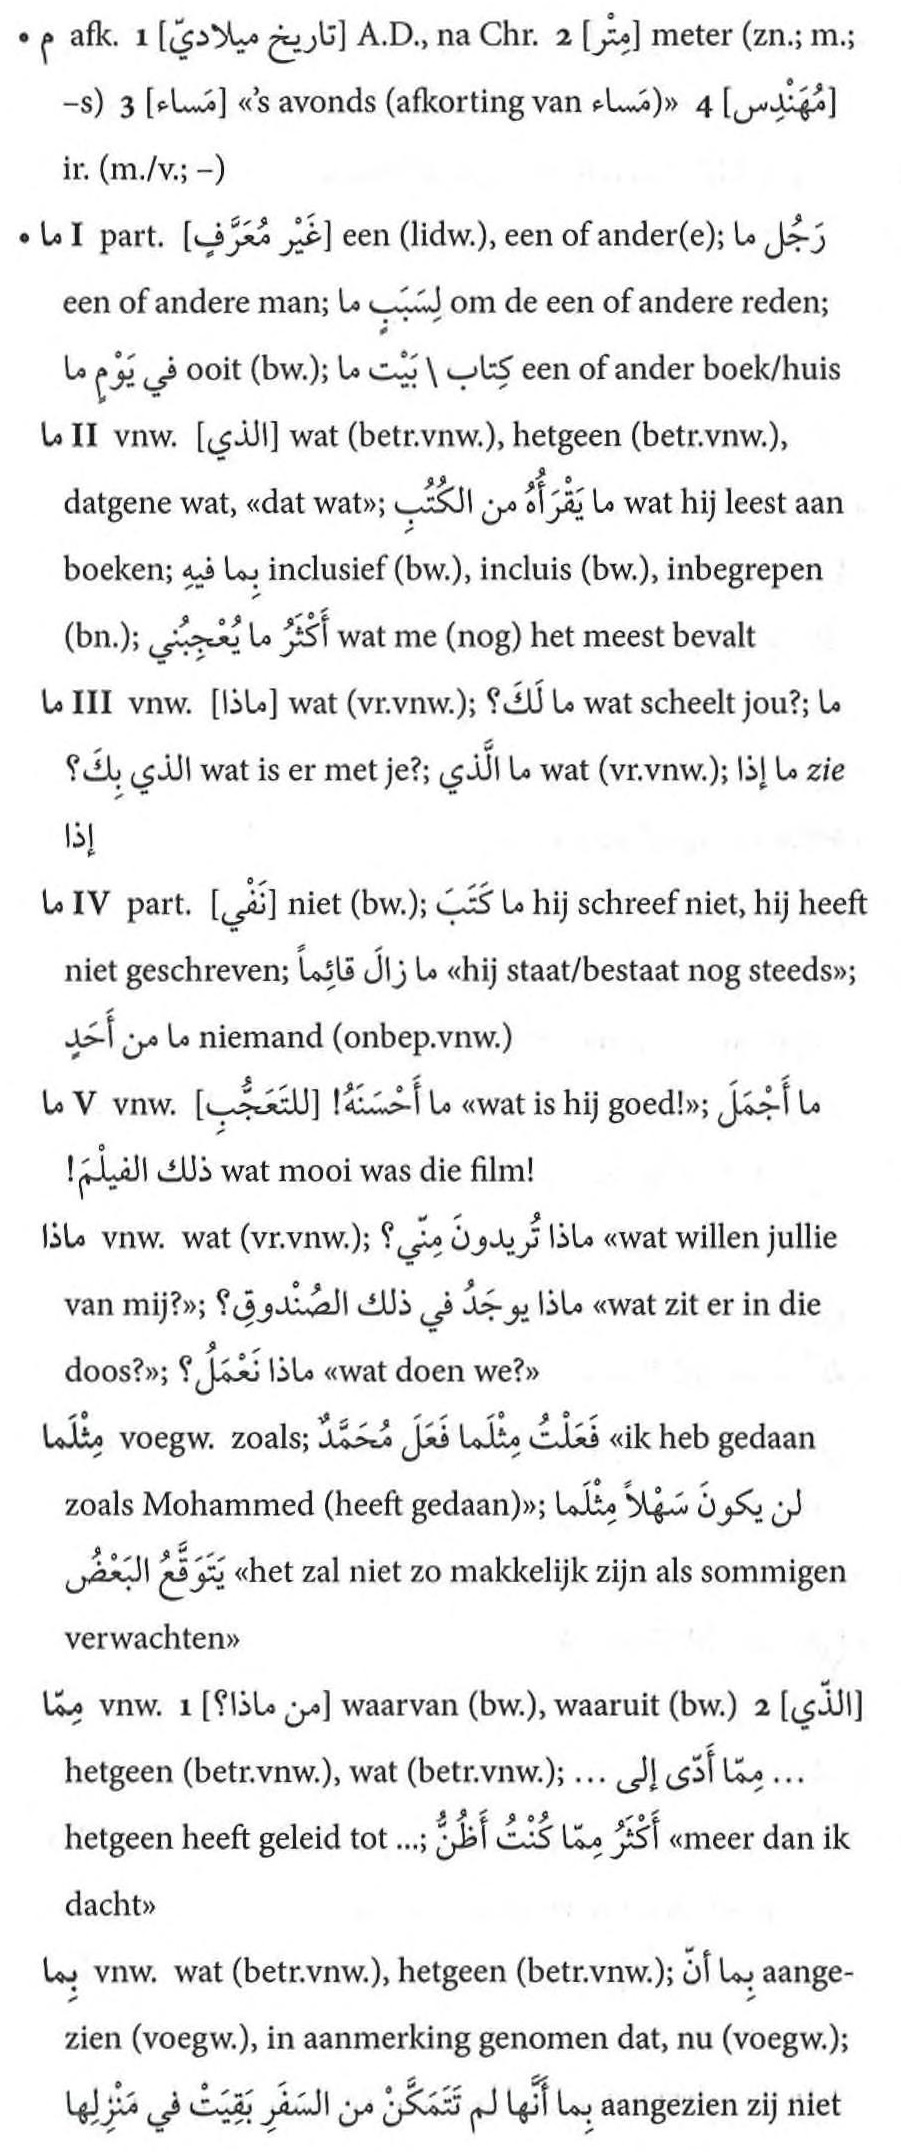 • م afk. 1 [تاريخ ميلاديّ] A.D., na Chr. 2 [مِتْر] meter (zn.; m.;
–s) 3 [مَساء] «’s avonds (afkorting van مَساء)» 4 [مُهَنْدِس]
ir. (m./v.; –)
• ما I part. [غَيْر مُعَرَّفٍ] een (lidw.), een of ander(e); رَجُل ما
een of andere man; لِسَبَبٍ ما om de een of andere reden;
في يَوْمٍ ما ooit (bw.); كِتاب \ بَيْت ما een of ander boek/huis
ما II vnw. [الذي] wat (betr.vnw.), hetgeen (betr.vnw.),
datgene wat, «dat wat»; ما يَقْرَأُهُ من الكُتُبِ wat hij leest aan
boeken; بِما فيهِ inclusief (bw.), incluis (bw.), inbegrepen
(bn.); أَكْثَرُ ما يُعْجِبُني wat me (nog) het meest bevalt
ما III vnw. [ماذا] wat (vr.vnw.); ما لَكَ؟ wat scheelt jou?; ما
الذي بِكَ؟ wat is er met je?; ما الَّذي wat (vr.vnw.); ما إذا zie
إذا
ما IV part. [نَفْي] niet (bw.); ما كَتَبَ hij schreef niet, hij heeft
niet geschreven; ما زالَ قائِماً «hij staat/bestaat nog steeds»;
ما من أَحَدٍ niemand (onbep.vnw.)
ما V vnw. [للتَعَجُّبِ] ما أَحْسَنَهُ! «wat is hij goed!»; ما أَجْمَلَ
ذلك الفيلْمَ! wat mooi was die film!
ماذا vnw. wat (vr.vnw.); ماذا تُريدونَ مِنّي؟ «wat willen jullie
van mij?»; ماذا يوجَدُ في ذلك الصُنْدوقِ؟ «wat zit er in die
doos?»; ماذا نَعْمَلُ؟ «wat doen we?»
مِثْلَما voegw. zoals; فَعَلْتُ مِثْلَما فَعَلَ مُحَمَّدٌ «ik heb gedaan
zoals Mohammed (heeft gedaan)»; لن يكونَ سَهْلاً مِثْلَما
يَتَوَقَّعُ البَعْضُ «het zal niet zo makkelijk zijn als sommigen
verwachten»
مِمّا vnw. 1 [من ماذا؟] waarvan (bw.), waaruit (bw.) 2 [الذّي]
hetgeen (betr.vnw.), wat (betr.vnw.); … مِمّا أَدّى إلى …
hetgeen heeft geleid tot ...; أَكْثَرُ مِمّا كُنْتُ أَظُنُّ «meer dan ik
dacht»
بِما vnw. wat (betr.vnw.), hetgeen (betr.vnw.); بِما أنّ aange-
zien (voegw.), in aanmerking genomen dat, nu (voegw.);
بِما أَنَّها لم تَتَمَكَّنْ من السَفَرِ بَقِيَتْ في مَنْزِلِها aangezien zij niet